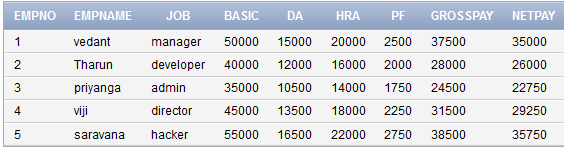 EMPNO EMPNAME JOB BASIC DA HRA PF GROSSPAY NETPAY
1 vedant manager 50000 15000 20000 2500 37500 35000
2 Tharun developer 40000 12000 16000 2000 28000 26000
3 priyanga admin 35000 10500 14000 1750 24500 22750
4 viji director 45000 13500 18000 2250 31500 29250
5 saravana hacker 55000 16500 22000 2750 38500 35750